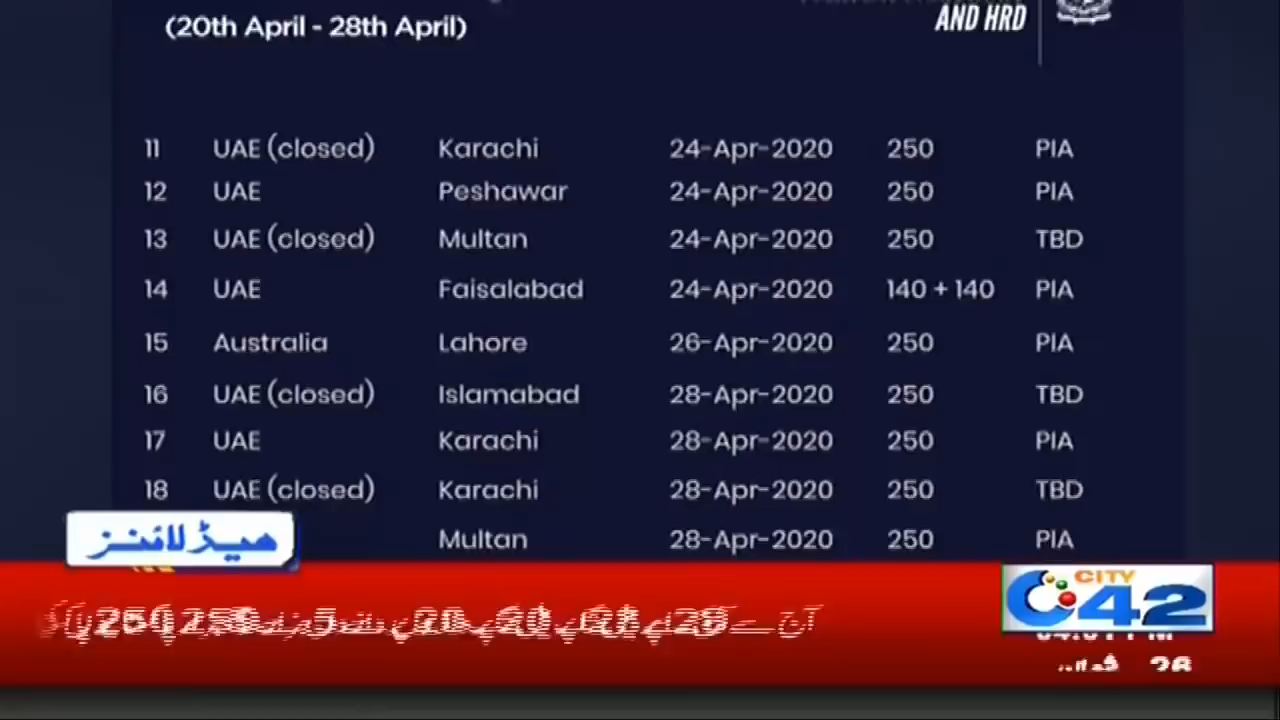 (20th April - 28th April)
AND HRD
11 UAE (closed) Karachi 24-Apr-2020 250 PIA
12 UAE Peshawar 24-Apr-2020 250 PIA
13 UAE (closed) Multan 24-Apr-2020 250 TBD
14 UAE Faisalabad 24-Apr-2020 140 + 140 PIA
15 Australia Lahore 26-Apr-2020 250 PIA
16 UAE (closed) Islamabad 28-Apr-2020 250 TBD
17 UAE Karachi 28-Apr-2020 250 PIA
18 UAE (closed) Karachi 28-Apr-2020 250 TBD
Multan 28-Apr-2020 250 PIA
ہیڈلائنز
CITY
42
آج سے